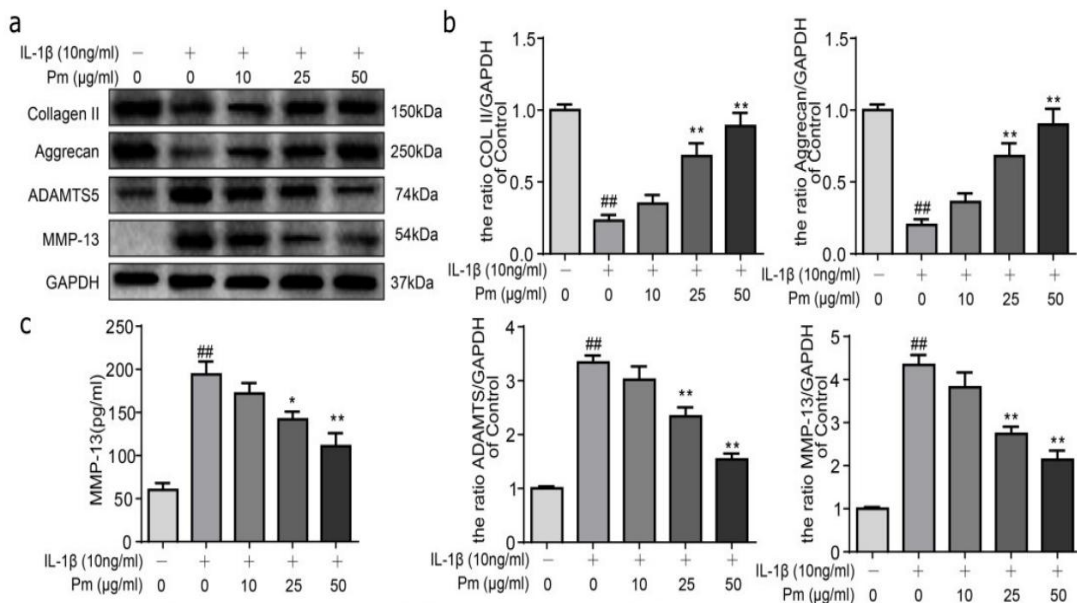 a
IL-1β (10ng/ml) − + + + +
Pm (μg/ml) 0 0 10 25 50
Collagen II 150kDa
Aggrecan 250kDa
ADAMTS5 74kDa
MMP-13 54kDa
GAPDH 37kDa
b
the ratio COL II/GAPDH
of Control
1.5
1.0
0.5
0.0
##
**
**
IL-1β (10ng/ml) − + + + +
Pm (μg/ml) 0 0 10 25 50
the ratio Aggrecan/GAPDH
of Control
1.5
1.0
0.5
0.0
##
**
**
IL-1β (10ng/ml) − + + + +
Pm (μg/ml) 0 0 10 25 50
c
MMP-13(pg/ml)
250
200
150
100
50
0
##
*
**
IL-1β (10ng/ml) − + + + +
Pm (μg/ml) 0 0 10 25 50
the ratio ADAMTS/GAPDH
of Control
4
3
2
1
0
##
**
**
IL-1β (10ng/ml) − + + + +
Pm (μg/ml) 0 0 10 25 50
the ratio MMP-13/GAPDH
of Control
5
4
3
2
1
0
##
**
**
IL-1β (10ng/ml) − + + + +
Pm (μg/ml) 0 0 10 25 50